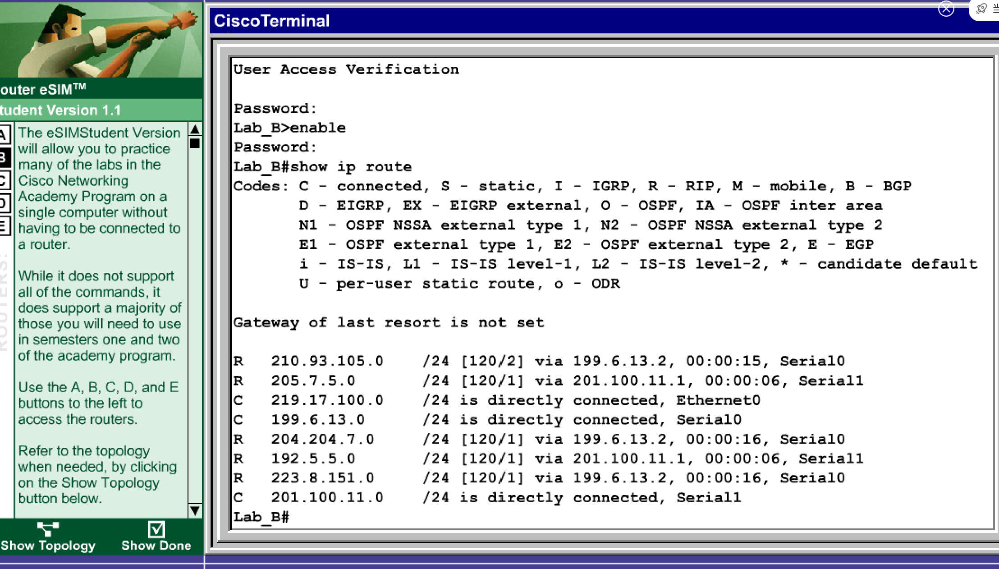 outer eSIM™
tudent Version 1.1
A
B
C
D
E
ROUTERS:
The eSIMStudent Version
will allow you to practice
many of the labs in the
Cisco Networking
Academy Program on a
single computer without
having to be connected to
a router.
While it does not support
all of the commands, it
does support a majority of
those you will need to use
in semesters one and two
of the academy program.
Use the A, B, C, D, and E
buttons to the left to
access the routers.
Refer to the topology
when needed, by clicking
on the Show Topology
button below.
Show Topology
Show Done
CiscoTerminal
User Access Verification
Password:
Lab_B>enable
Password:
Lab_B#show ip route
Codes: C - connected, S - static, I - IGRP, R - RIP, M - mobile, B - BGP
D - EIGRP, EX - EIGRP external, O - OSPF, IA - OSPF inter area
N1 - OSPF NSSA external type 1, N2 - OSPF NSSA external type 2
E1 - OSPF external type 1, E2 - OSPF external type 2, E - EGP
i - IS-IS, L1 - IS-IS level-1, L2 - IS-IS level-2, * - candidate default
U - per-user static route, o - ODR
Gateway of last resort is not set
R 210.93.105.0 /24 [120/2] via 199.6.13.2, 00:00:15, Serial0
R 205.7.5.0 /24 [120/1] via 201.100.11.1, 00:00:06, Serial1
C 219.17.100.0 /24 is directly connected, Ethernet0
C 199.6.13.0 /24 is directly connected, Serial0
R 204.204.7.0 /24 [120/1] via 199.6.13.2, 00:00:16, Serial0
R 192.5.5.0 /24 [120/1] via 201.100.11.1, 00:00:06, Serial1
R 223.8.151.0 /24 [120/1] via 199.6.13.2, 00:00:16, Serial0
C 201.100.11.0 /24 is directly connected, Serial1
Lab_B#